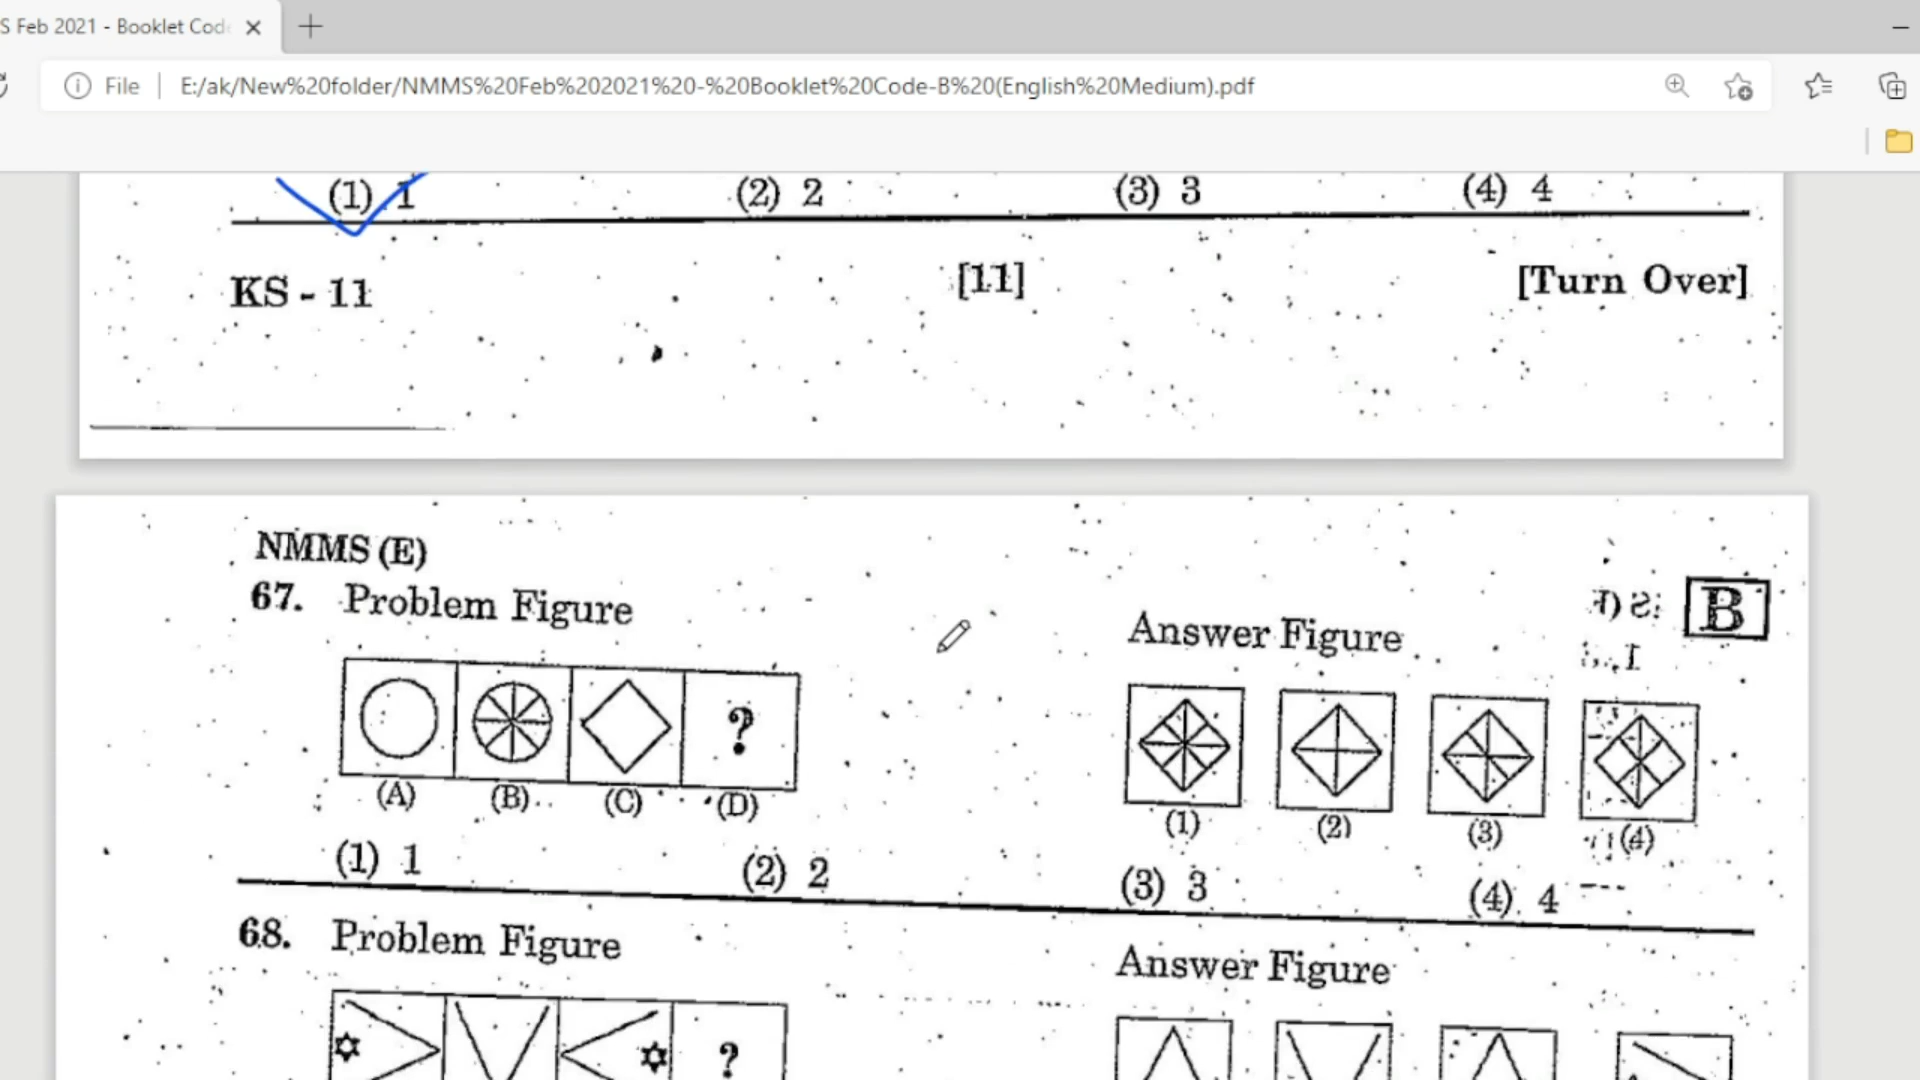 S Feb 2021 - Booklet Cod
File
E:/ak/New%20folder/NMMS%20Feb%202021%20-%20Booklet%20Code-B%20(English%20Medium).pdf
(1) 1 (2) 2 (3) 3 (4) 4
KS - 11 [11] [Turn Over]
NMMS (E)
B
67. Problem Figure Answer Figure
?
(A) (B) (C) (D) (1) (2) (3) (4)
(1) 1 (2) 2 (3) 3 (4) 4
68. Problem Figure Answer Figure
?